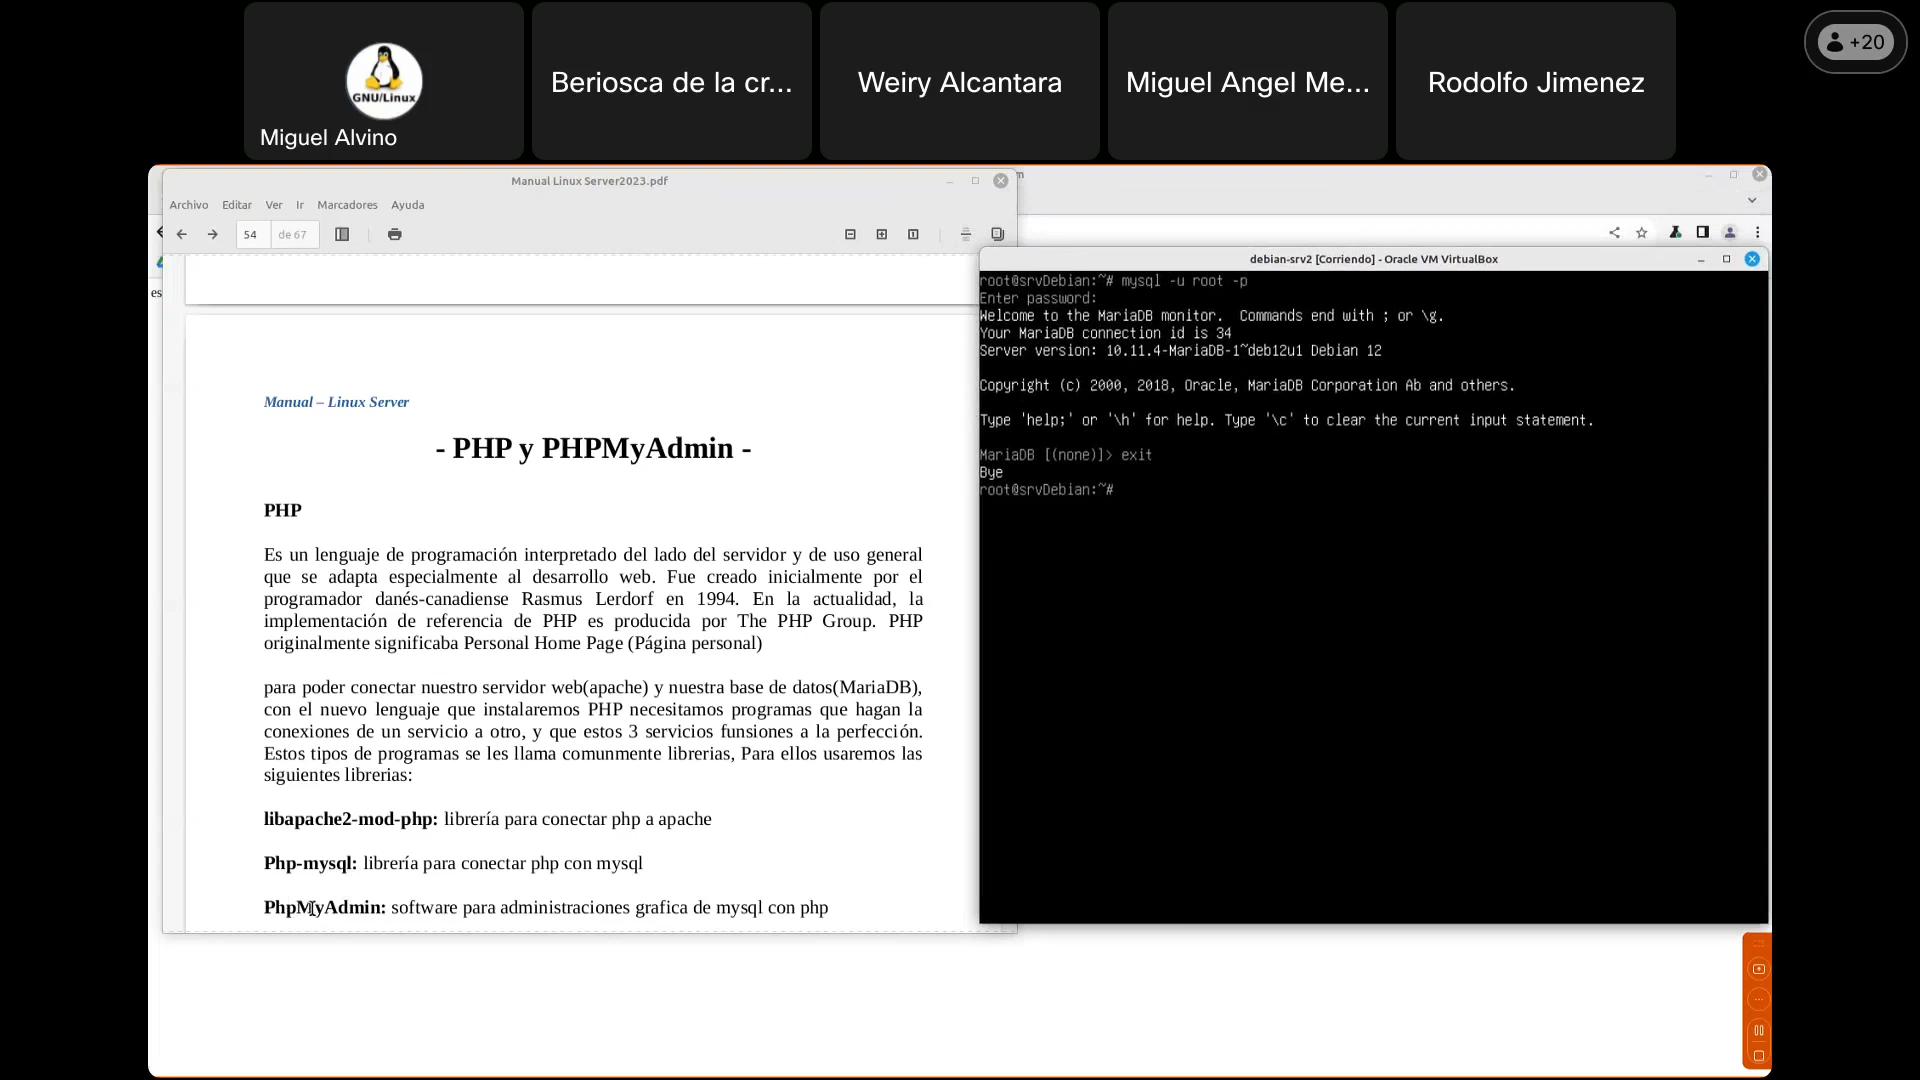 GNU/Linux
Miguel Alvino
Beriosca de la cr...
Weiry Alcantara
Miguel Angel Me...
Rodolfo Jimenez
+20
Manual Linux Server2023.pdf
Archivo Editar Ver Ir Marcadores Ayuda
54 de 67
es
Manual – Linux Server
- PHP y PHPMyAdmin -
PHP
Es un lenguaje de programación interpretado del lado del servidor y de uso general
que se adapta especialmente al desarrollo web. Fue creado inicialmente por el
programador danés-canadiense Rasmus Lerdorf en 1994. En la actualidad, la
implementación de referencia de PHP es producida por The PHP Group. PHP
originalmente significaba Personal Home Page (Página personal)
para poder conectar nuestro servidor web(apache) y nuestra base de datos(MariaDB),
con el nuevo lenguaje que instalaremos PHP necesitamos programas que hagan la
conexiones de un servicio a otro, y que estos 3 servicios funsiones a la perfección.
Estos tipos de programas se les llama comunmente librerias, Para ellos usaremos las
siguientes librerias:
libapache2-mod-php: librería para conectar php a apache
Php-mysql: librería para conectar php con mysql
PhpMyAdmin: software para administraciones grafica de mysql con php
debian-srv2 [Corriendo] - Oracle VM VirtualBox
root@srvDebian:~# mysql -u root -p
Enter password:
Welcome to the MariaDB monitor.  Commands end with ; or \g.
Your MariaDB connection id is 34
Server version: 10.11.4-MariaDB-1~deb12u1 Debian 12
Copyright (c) 2000, 2018, Oracle, MariaDB Corporation Ab and others.
Type 'help;' or '\h' for help. Type '\c' to clear the current input statement.
MariaDB [(none)]> exit
Bye
root@srvDebian:~#